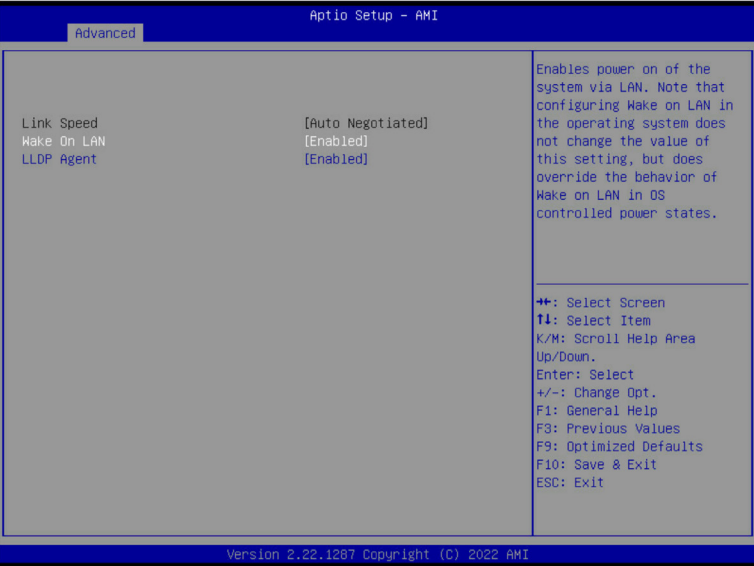 Aptio Setup – AMI
Advanced
Link Speed [Auto Negotiated]
Wake On LAN [Enabled]
LLDP Agent [Enabled]
Enables power on of the
system via LAN. Note that
configuring Wake on LAN in
the operating system does
not change the value of
this setting, but does
override the behavior of
Wake on LAN in OS
controlled power states.
→←: Select Screen
↑↓: Select Item
K/M: Scroll Help Area
Up/Down.
Enter: Select
+/-: Change Opt.
F1: General Help
F3: Previous Values
F9: Optimized Defaults
F10: Save & Exit
ESC: Exit
Version 2.22.1287 Copyright (C) 2022 AMI